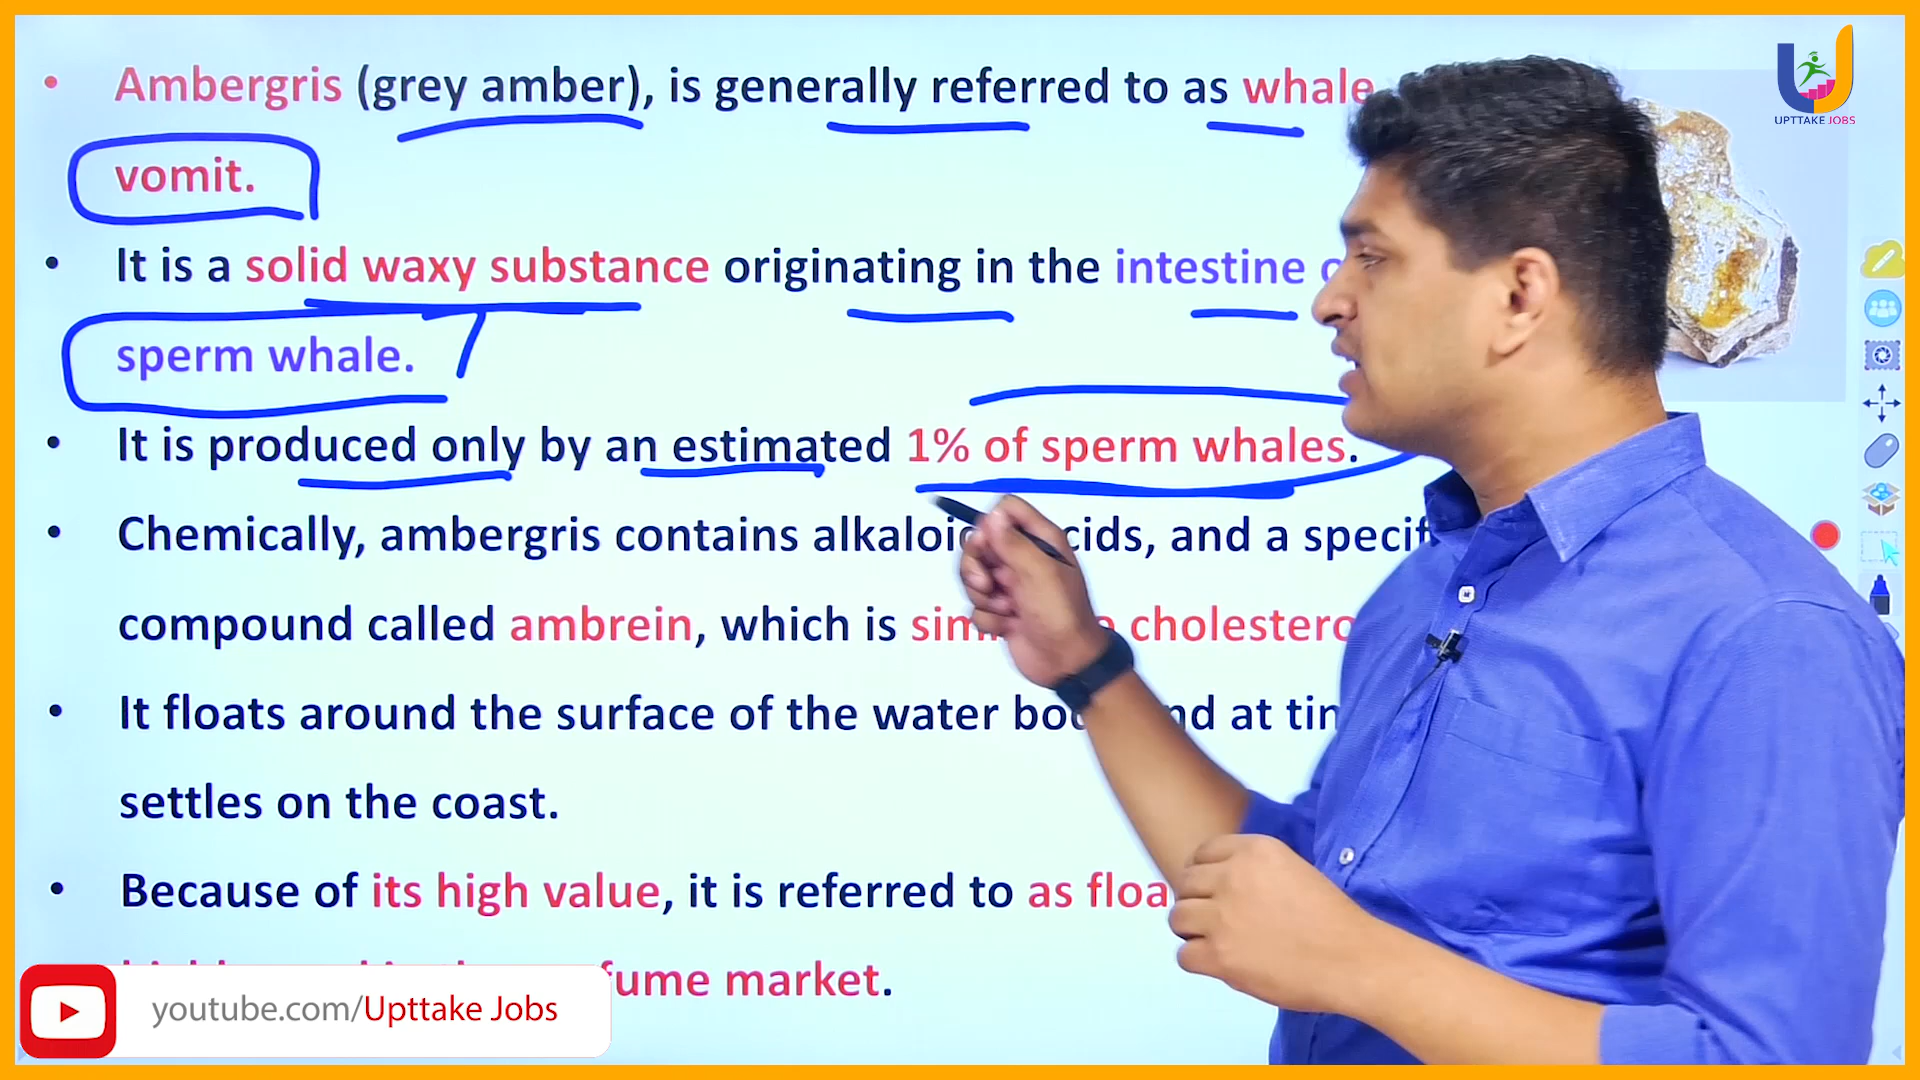 Ambergris (grey amber), is generally referred to as whale
vomit.
It is a solid waxy substance originating in the intestine
sperm whale.
It is produced only by an estimated 1% of sperm whales.
Chemically, ambergris contains and a
compound called ambrein, which is
It floats around the surface of the water at
settles on the coast.
Because of its high value, it is referred to as
market.
UPTTAKE JOBS
youtube.com/Upttake Jobs